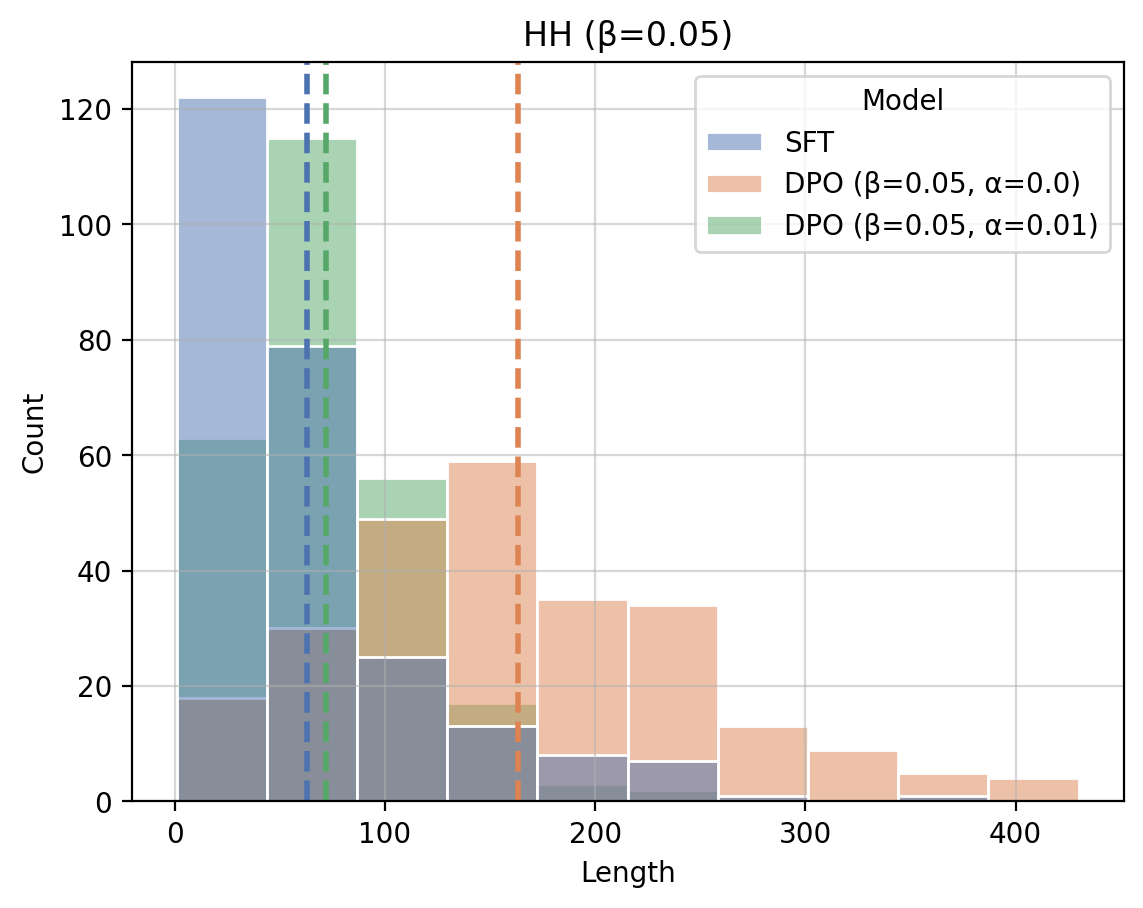 HH (β=0.05)
Model
SFT
DPO (β=0.05, α=0.0)
DPO (β=0.05, α=0.01)
120
100
80
60
40
20
0
Count
0 100 200 300 400
Length